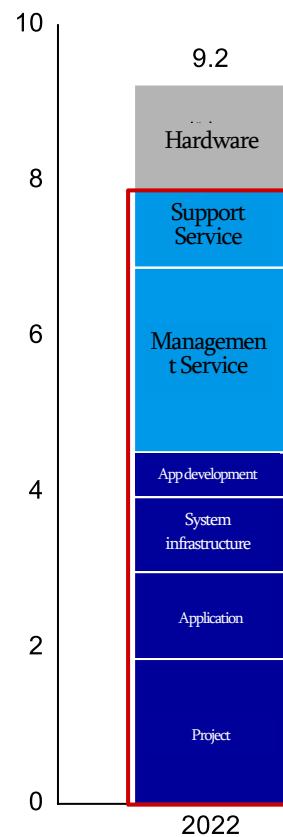 10
9.2
Hardware
8
Support
Service
6
Managemen
t Service
App development
4
System
infrastructure
Application
2
Project
0
2022